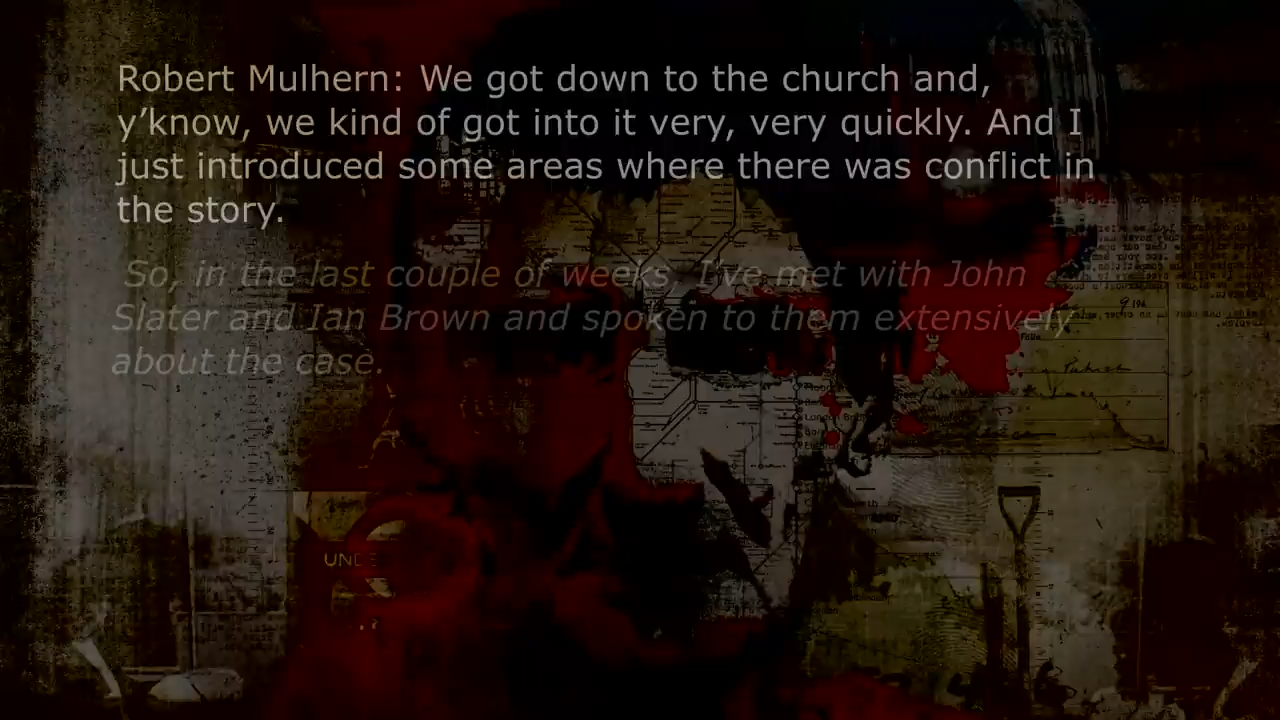 Robert Mulhern: We got down to the church and,
y’know, we kind of got into it very, very quickly. And I
just introduced some areas where there was conflict in
the story.
So, in the last couple of weeks, I've met with John
Slater and Ian Brown and spoken to them extensively
about the case.
UNDE